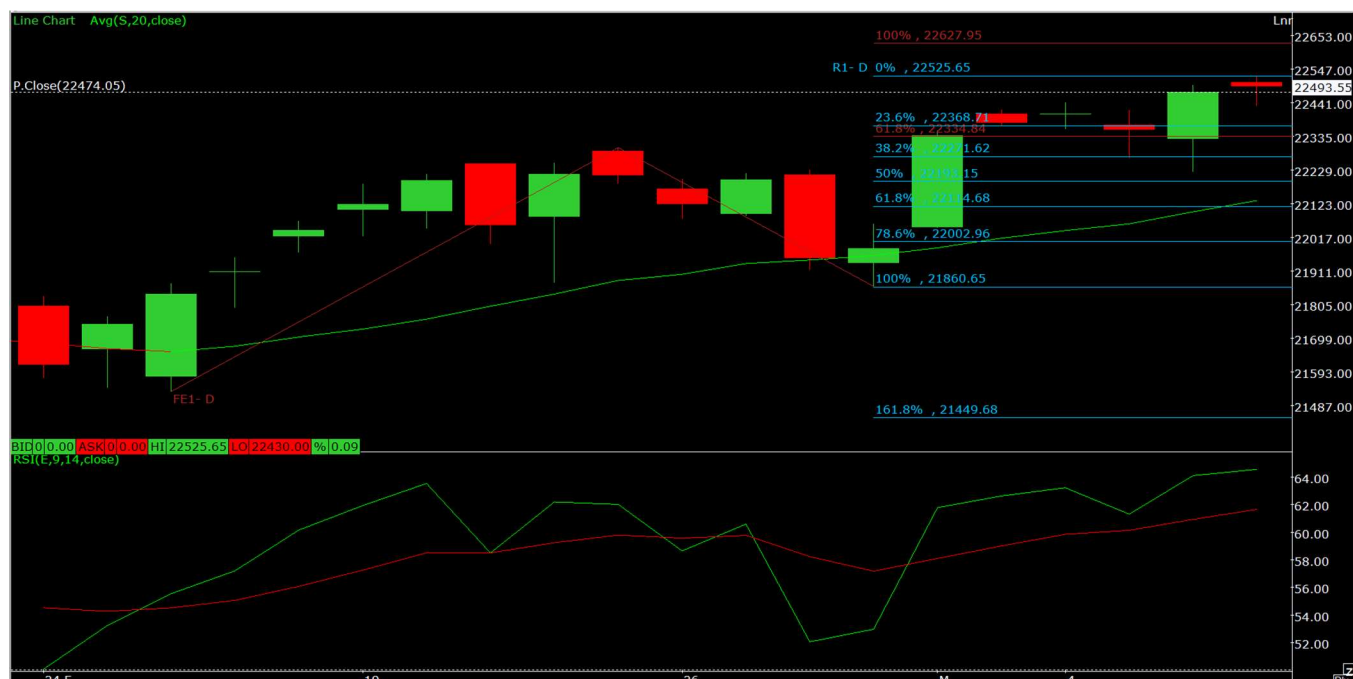 Line Chart Avg(S,20,close)
Lnr
100% , 22627.95
22653.00
R1- D 0% , 22525.65
22547.00
P.Close(22474.05)
22493.55
22441.00
23.6% , 22368.71
61.8% , 22334.84
22335.00
38.2% , 22271.62
22229.00
50% , 22193.15
61.8% , 22114.68
22123.00
78.6% , 22002.96
22017.00
21911.00
100% , 21860.65
21805.00
21699.00
21593.00
FE1- D
161.8% , 21449.68
21487.00
BID 0 0.00 ASK 0 0.00 HI 22525.65 LO 22430.00 % 0.09
RSI(E,9,14,close)
64.00
62.00
60.00
58.00
56.00
54.00
52.00